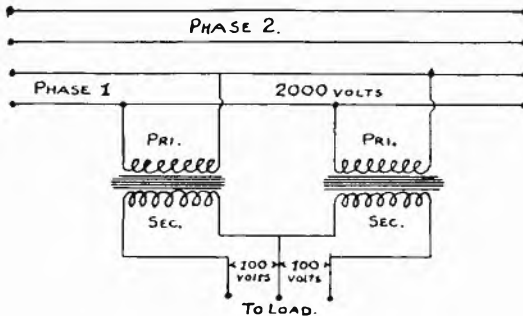 PHASE 2.
PHASE 1 2000 VOLTS
PRI. PRI.
SEC. SEC.
100 VOLTS 100 VOLTS
TO LOAD.